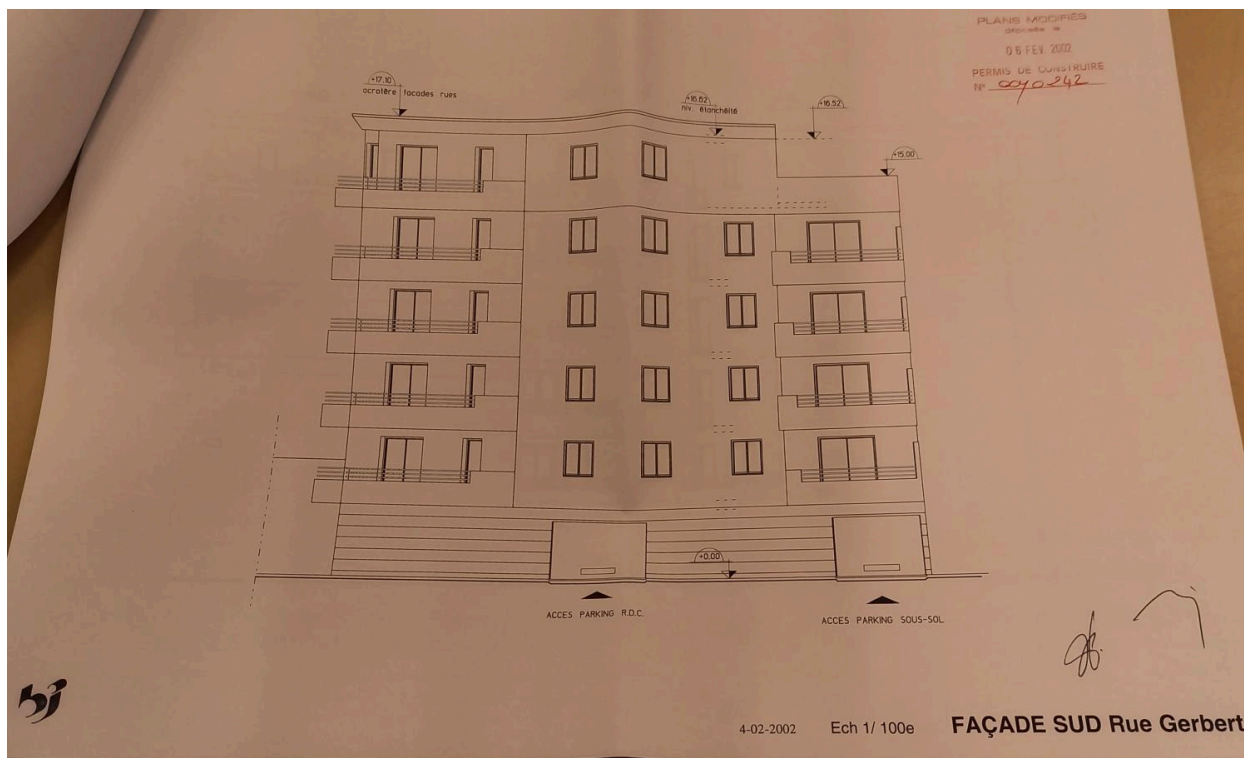 PLANS MODIFIÉS
06 FEV. 2002
PERMIS DE CONSTRUIRE
N°
+17.10
acrotère façades rues
+16.62
niv. étanchéité
+16.52
+15.00
+0.00
ACCES PARKING R.D.C.
ACCES PARKING SOUS-SOL
bj
4-02-2002 Ech 1/ 100e FAÇADE SUD Rue Gerbert